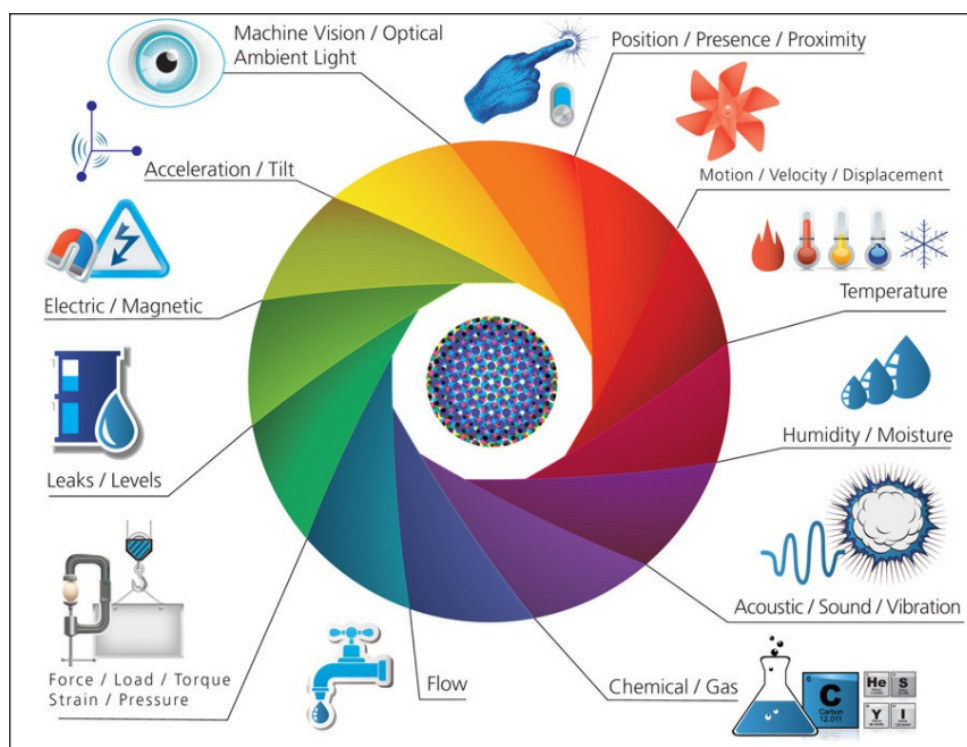 Machine Vision / Optical
Ambient Light
Position / Presence / Proximity
Acceleration / Tilt
Motion / Velocity / Displacement
Electric / Magnetic
Temperature
Leaks / Levels
Humidity / Moisture
Acoustic / Sound / Vibration
Force / Load / Torque
Strain / Pressure
Flow
Chemical / Gas
6
C
Carbon
12.011
He
S
Y
I